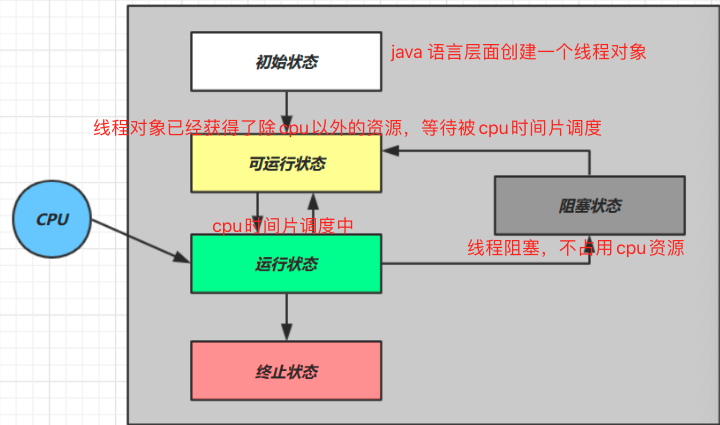 初始状态
java 语言层面创建一个线程对象
线程对象已经获得了除cpu以外的资源，等待被cpu时间片调度
可运行状态
阻塞状态
CPU
cpu时间片调度中
线程阻塞，不占用cpu资源
运行状态
终止状态